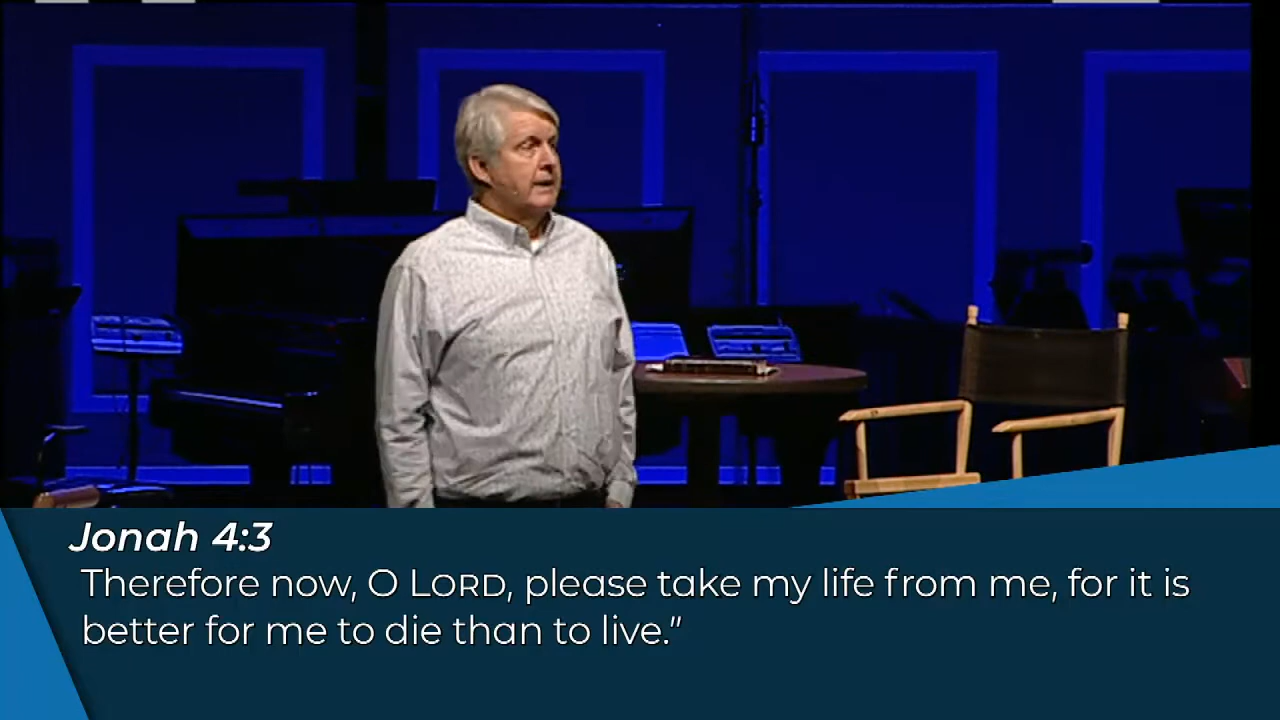 Jonah 4:3
Therefore now, O LORD, please take my life from me, for it is
better for me to die than to live.”